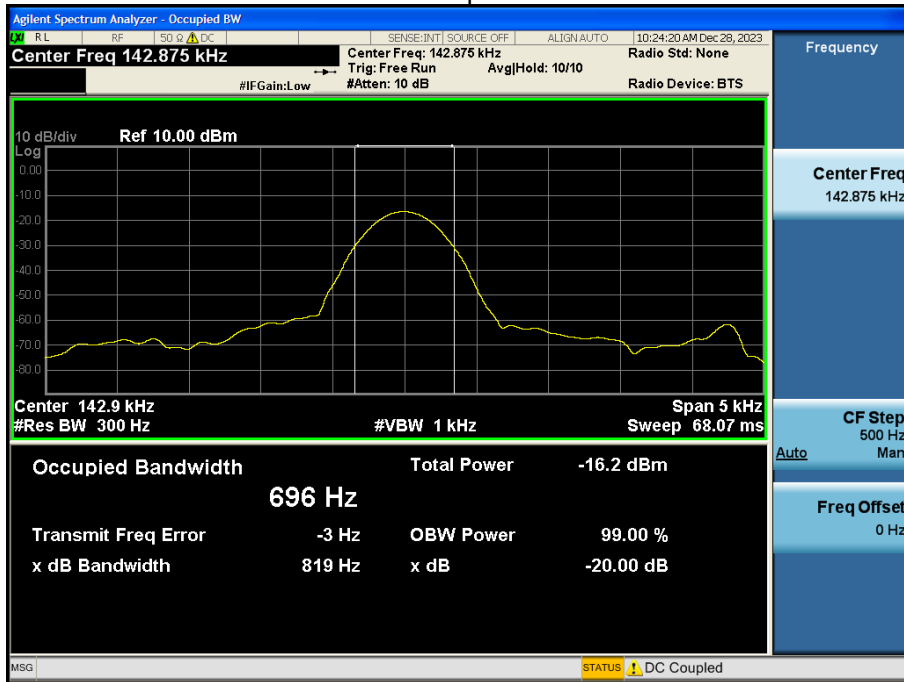 Agilent Spectrum Analyzer - Occupied BW
LXI RL RF 50 Ω DC SENSE:INT SOURCE OFF ALIGN AUTO 10:24:20 AM Dec 28, 2023
Center Freq 142.875 kHz
Center Freq: 142.875 kHz
Radio Std: None
Trig: Free Run Avg|Hold: 10/10
#IFGain:Low
#Atten: 10 dB
Radio Device: BTS
10 dB/div Ref 10.00 dBm
Log
0.00
-10.0
-20.0
-30.0
-40.0
-50.0
-60.0
-70.0
-80.0
Center 142.9 kHz Span 5 kHz
#Res BW 300 Hz #VBW 1 kHz Sweep 68.07 ms
Occupied Bandwidth Total Power -16.2 dBm
696 Hz
Transmit Freq Error -3 Hz OBW Power 99.00 %
x dB Bandwidth 819 Hz x dB -20.00 dB
Frequency
Center Freq
142.875 kHz
CF Step
500 Hz
Auto Man
Freq Offset
0 Hz
MSG STATUS DC Coupled